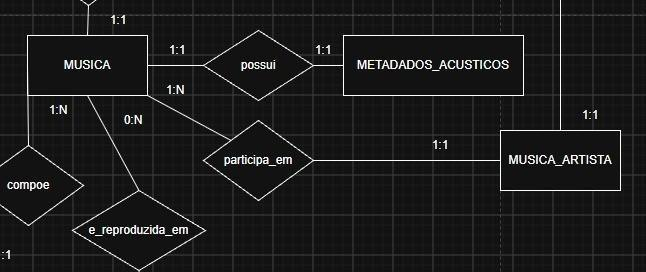 1:1
MUSICA
1:1
possui
1:1
METADADOS_ACUSTICOS
1:N
1:N
0:N
participa_em
1:1
1:1
MUSICA_ARTISTA
compoe
e_reproduzida_em
:1